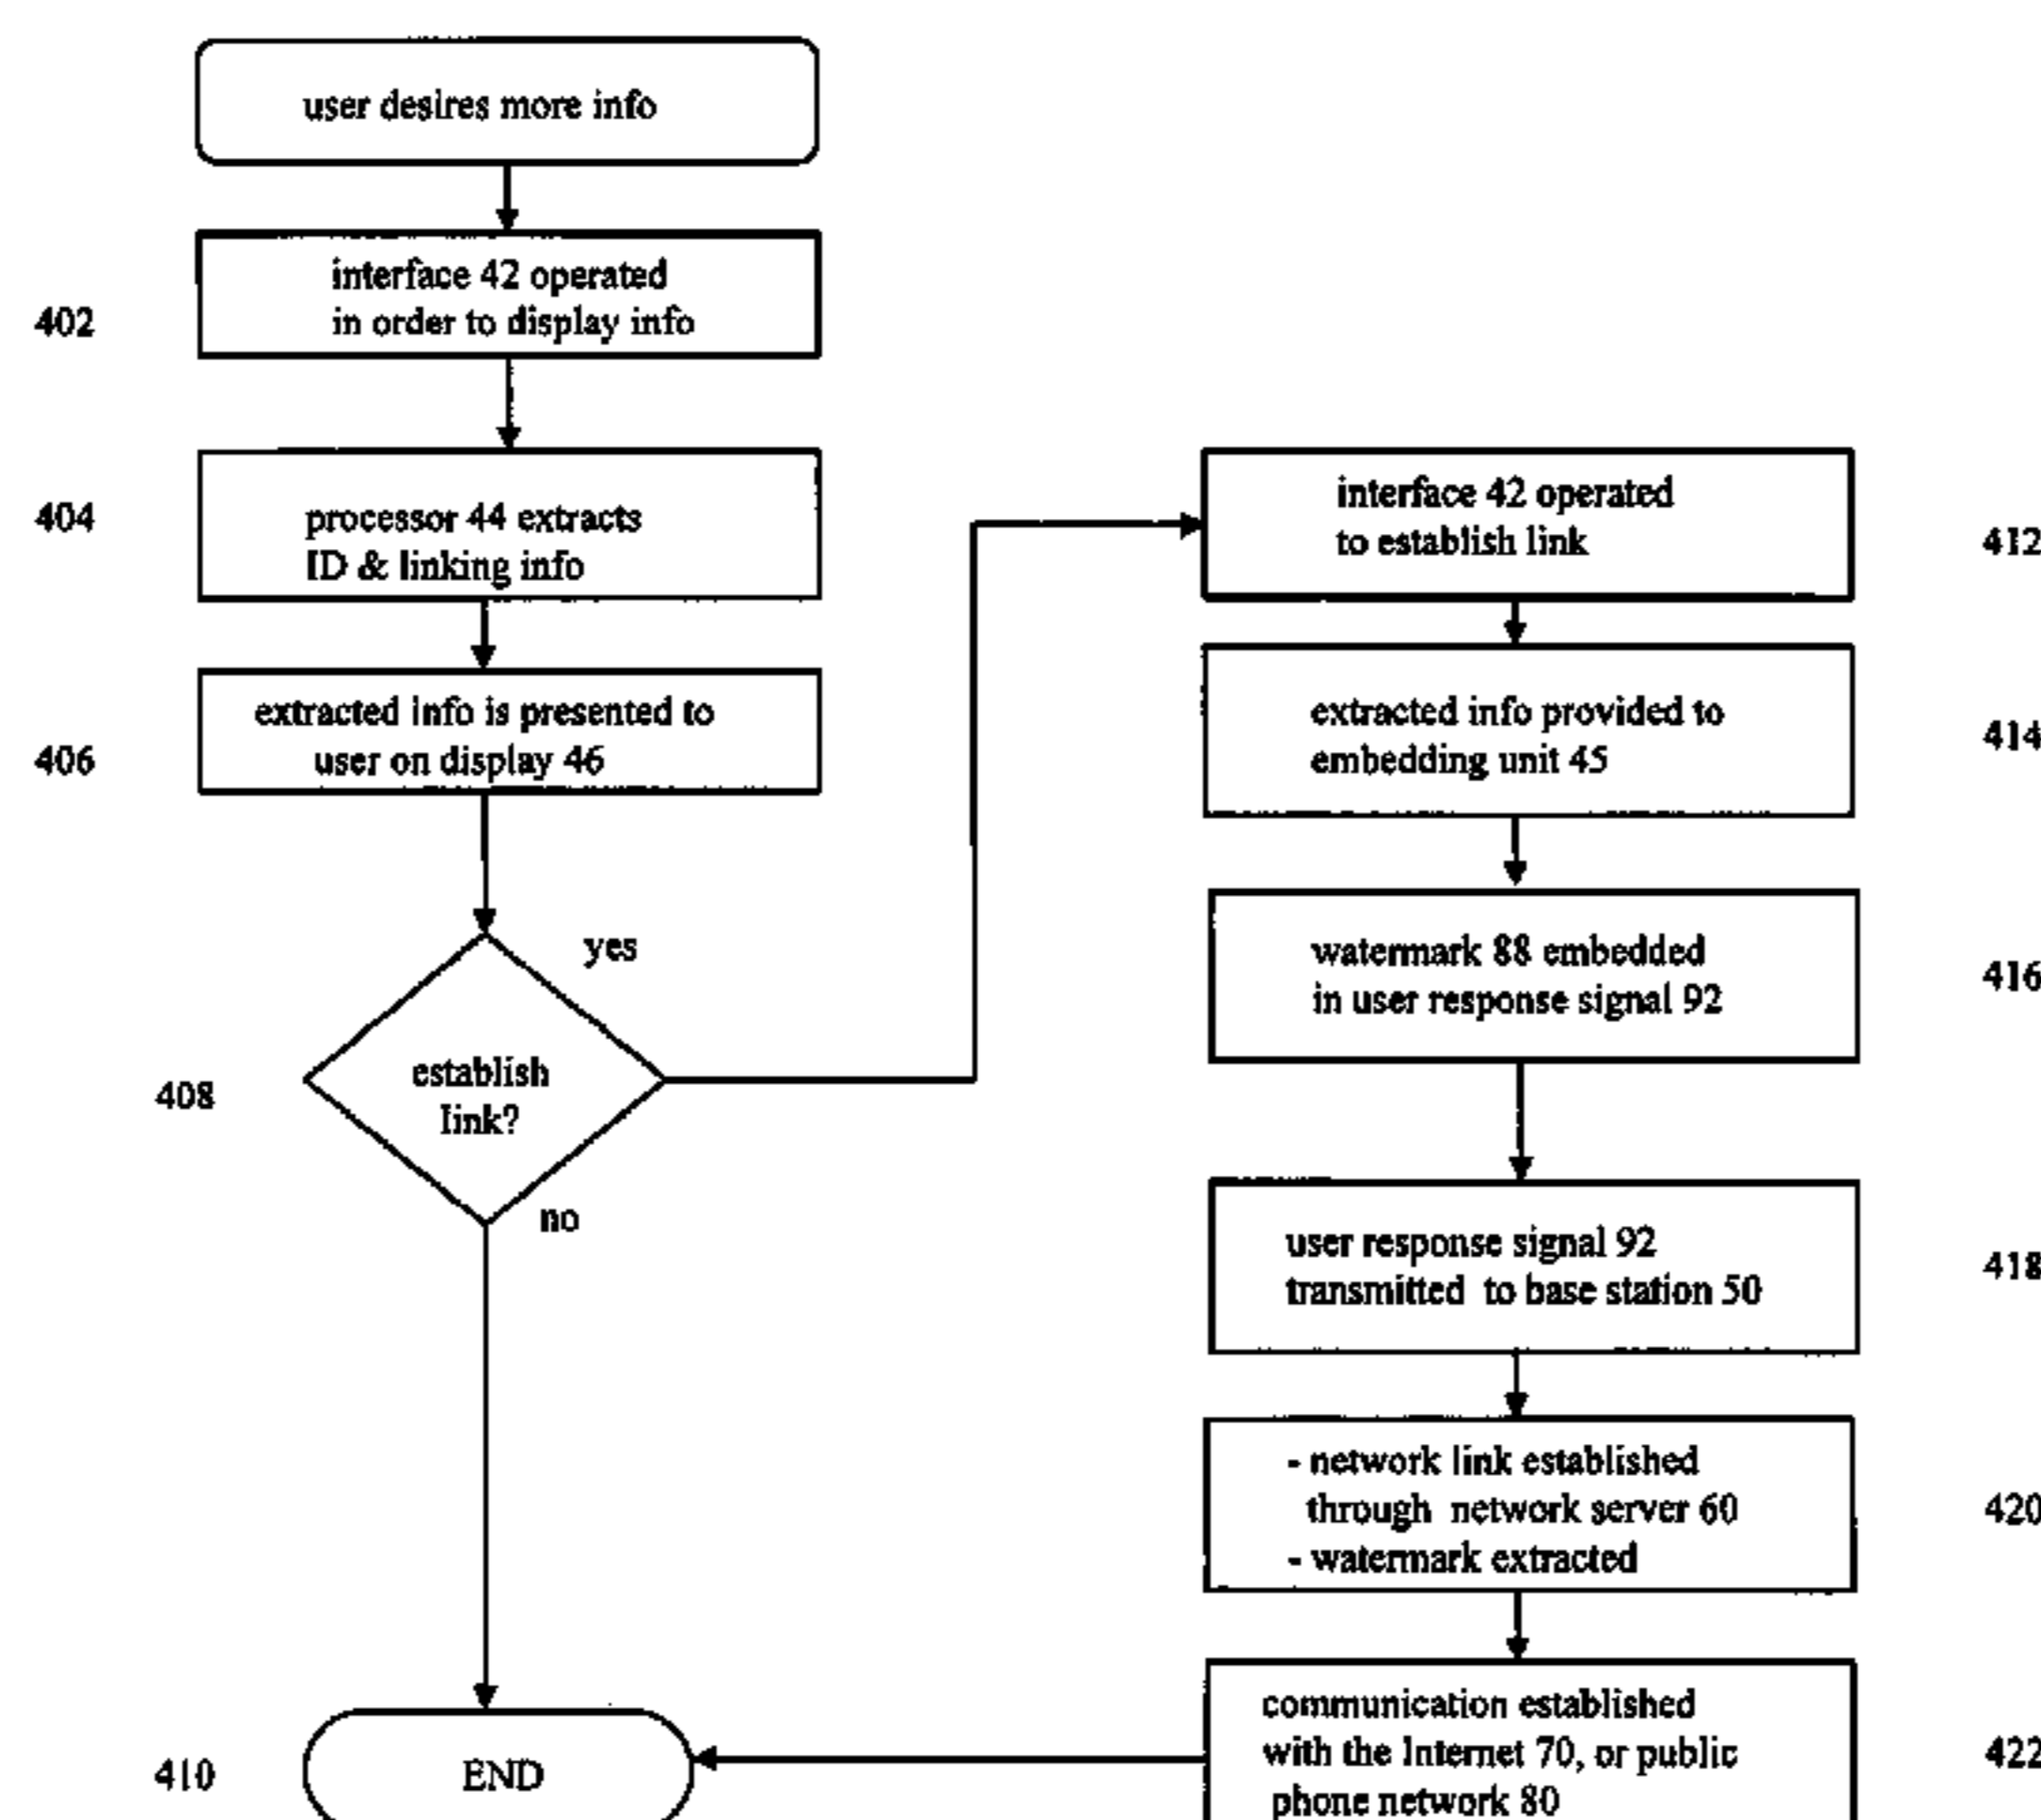 user desires more info
402
interface 42 operated
in order to display info
404
processor 44 extracts
ID & linking info
406
extracted info is presented to
user on display 46
408
establish
link?
yes
no
410
END
interface 42 operated
to establish link
412
extracted info provided to
embedding unit 45
414
watermark 88 embedded
in user response signal 92
416
user response signal 92
transmitted to base station 50
418
- network link established
through network server 60
- watermark extracted
420
communication established
with the Internet 70, or public
phone network 80
422